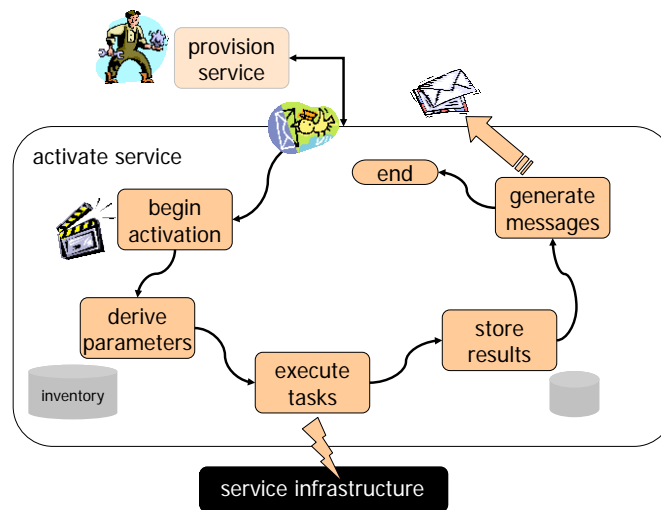 provision
service
activate service
begin
activation
derive
parameters
inventory
execute
tasks
store
results
generate
messages
end
service infrastructure